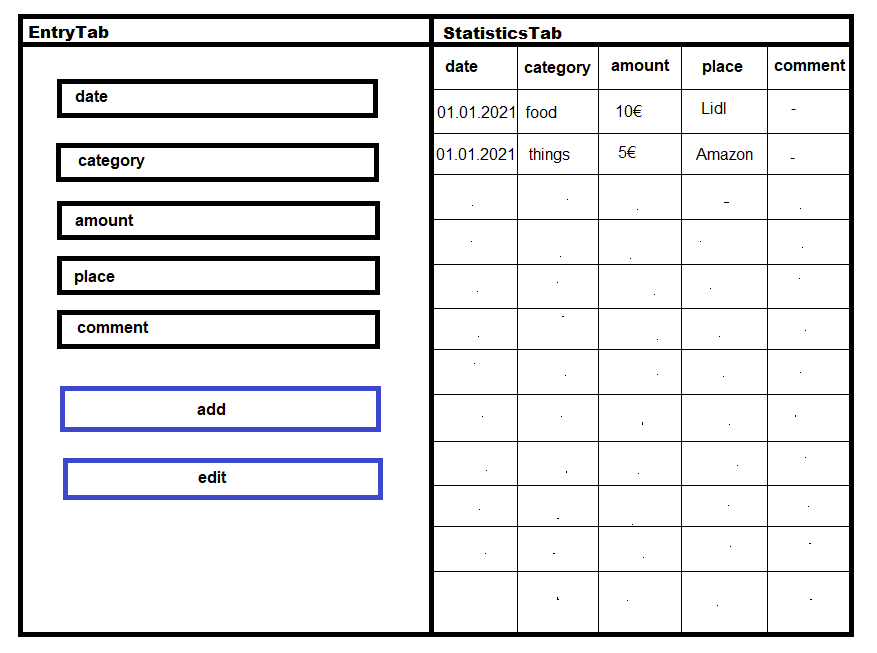 EntryTab
date
category
amount
place
comment
add
edit
StatisticsTab
date category amount place comment
01.01.2021 food 10€ Lidl -
01.01.2021 things 5€ Amazon -